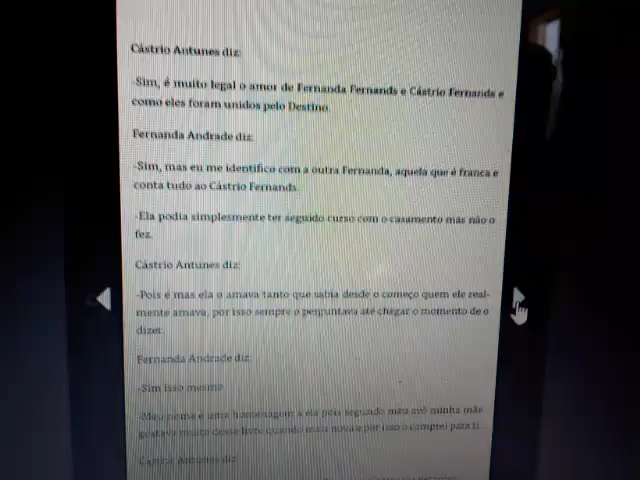 Cástrio Antunes diz:
-Sim, é muito legal o amor de Fernanda Fernands e Cástrio Fernands e
como eles foram unidos pelo Destino.
Fernanda Andrade diz:
-Sim, mas eu me identifico com a outra Fernanda, aquela que é franca e
conta tudo ao Cástrio Fernands.
-Ela podia simplesmente ter seguido curso com o casamento mas não o
fez.
Cástrio Antunes diz:
-Pois é mas ela o amava tanto que sabia desde o começo quem ele real-
mente amava, por isso sempre o perguntava até chegar o momento de o
dizer.
Fernanda Andrade diz:
-Sim isso mesmo
-Meu nome é uma homenagem a ela pois segundo meu avô minha mãe
gostava muito desse livro quando mais nova e por isso o comprei para ti.
Cástrio Antunes diz: